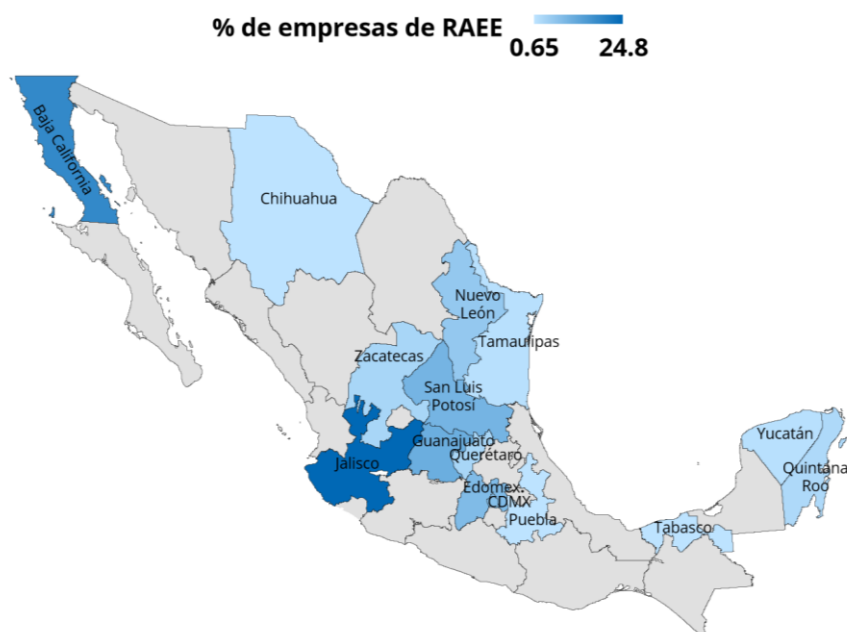 % de empresas de RAEE
0.65 24.8
Baja California
Chihuahua
Nuevo
León
Tamaulipas
Zacatecas
San Luis
Potosí
Guanajuato
Querétaro
Jalisco
Edomex.
CDMX
Puebla
Yucatán
Quintana
Roo
Tabasco